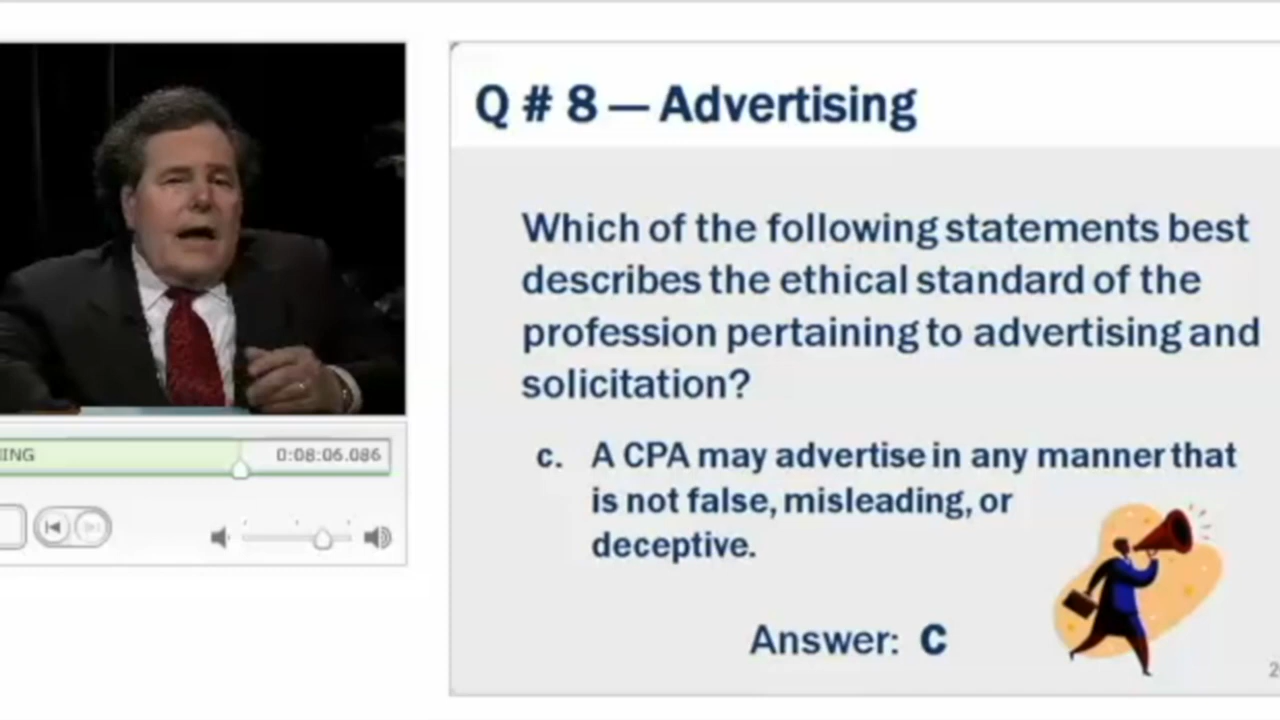 Q # 8 — Advertising
Which of the following statements best
describes the ethical standard of the
profession pertaining to advertising and
solicitation?
c. A CPA may advertise in any manner that
is not false, misleading, or
deceptive.
Answer: C
ING 0:08:06.086